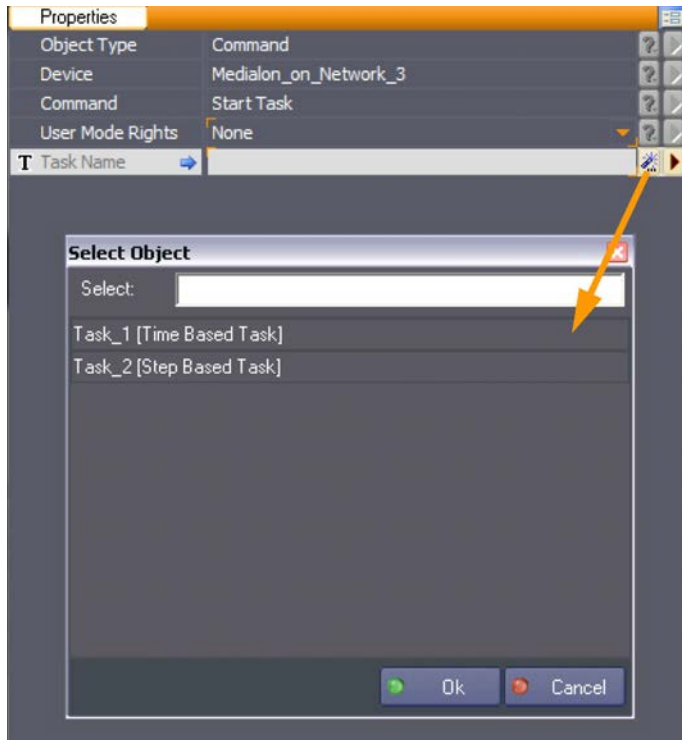 Properties
Object Type Command
Device Medialon_on_Network_3
Command Start Task
User Mode Rights None
T Task Name
Select Object
Select:
Task_1 [Time Based Task]
Task_2 [Step Based Task]
Ok Cancel